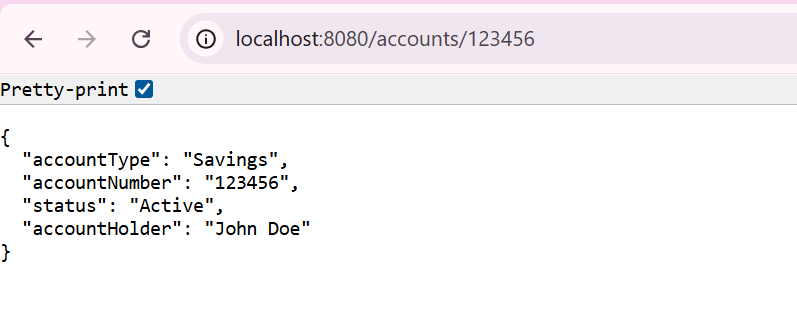 localhost:8080/accounts/123456
Pretty-print
{
  "accountType": "Savings",
  "accountNumber": "123456",
  "status": "Active",
  "accountHolder": "John Doe"
}